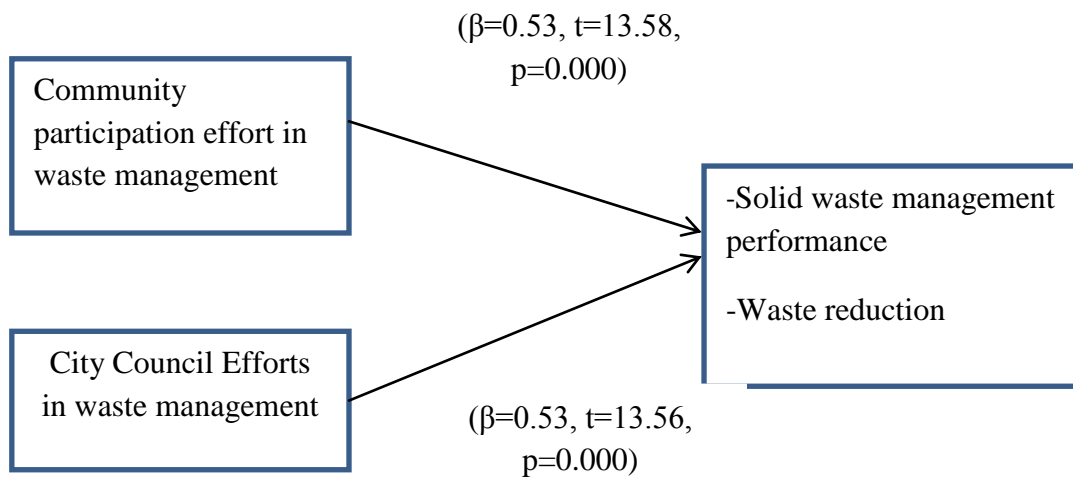 (β=0.53, t=13.58,
p=0.000)
Community
participation effort in
waste management
-Solid waste management
performance
-Waste reduction
City Council Efforts
in waste management
(β=0.53, t=13.56,
p=0.000)